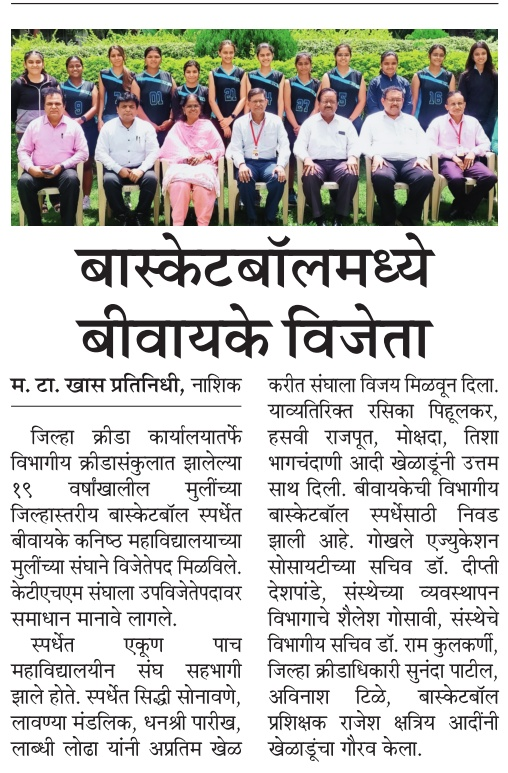 बास्केटबॉलमध्ये
बीवायके विजेता
म. टा. खास प्रतिनिधी, नाशिक
जिल्हा क्रीडा कार्यालयातर्फे
विभागीय क्रीडासंकुलात झालेल्या
१९ वर्षांखालील मुलींच्या
जिल्हास्तरीय बास्केटबॉल स्पर्धेत
बीवायके कनिष्ठ महाविद्यालयाच्या
मुलींच्या संघाने विजेतेपद मिळविले.
केटीएचएम संघाला उपविजेतेपदावर
समाधान मानावे लागले.
स्पर्धेत एकूण पाच
महाविद्यालयीन संघ सहभागी
झाले होते. स्पर्धेत सिद्धी सोनावणे,
लावण्या मंडलिक, धनश्री पारीख,
लाब्धी लोढा यांनी अप्रतिम खेळ
करीत संघाला विजय मिळवून दिला.
याव्यतिरिक्त रसिका पिहूलकर,
हसवी राजपूत, मोक्षदा, तिशा
भागचंदाणी आदी खेळाडूंनी उत्तम
साथ दिली. बीवायकेची विभागीय
बास्केटबॉल स्पर्धेसाठी निवड
झाली आहे. गोखले एज्युकेशन
सोसायटीच्या सचिव डॉ. दीप्ती
देशपांडे, संस्थेच्या व्यवस्थापन
विभागाचे शैलेश गोसावी, संस्थेचे
विभागीय सचिव डॉ. राम कुलकर्णी,
जिल्हा क्रीडाधिकारी सुनंदा पाटील,
अविनाश टिळे, बास्केटबॉल
प्रशिक्षक राजेश क्षत्रिय आदींनी
खेळाडूंचा गौरव केला.